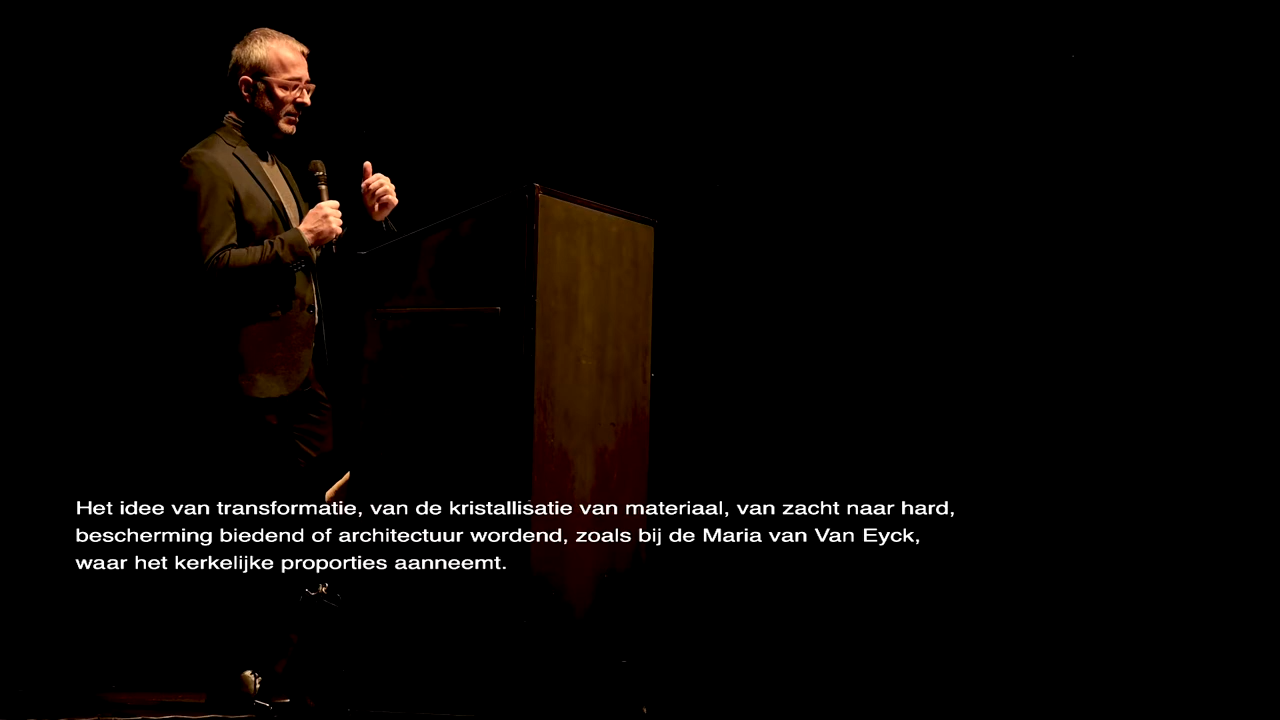 Het idee van transformatie, van de kristallisatie van materiaal, van zacht naar hard,
bescherming biedend of architectuur wordend, zoals bij de Maria van Van Eyck,
waar het kerkelijke proporties aanneemt.